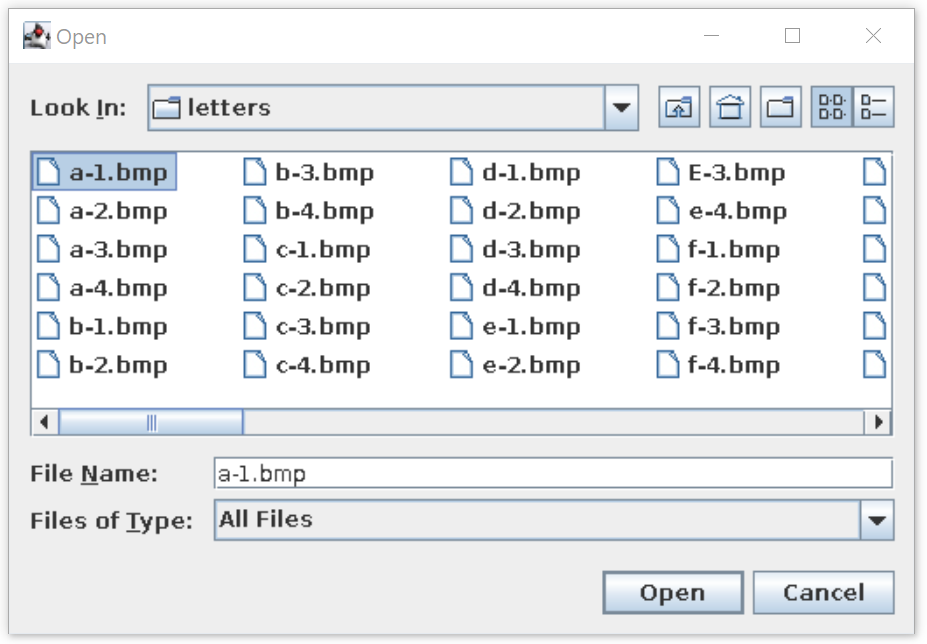 Open
Look In: letters
a-1.bmp b-3.bmp d-1.bmp E-3.bmp
a-2.bmp b-4.bmp d-2.bmp e-4.bmp
a-3.bmp c-1.bmp d-3.bmp f-1.bmp
a-4.bmp c-2.bmp d-4.bmp f-2.bmp
b-1.bmp c-3.bmp e-1.bmp f-3.bmp
b-2.bmp c-4.bmp e-2.bmp f-4.bmp
File Name: a-1.bmp
Files of Type: All Files
Open Cancel